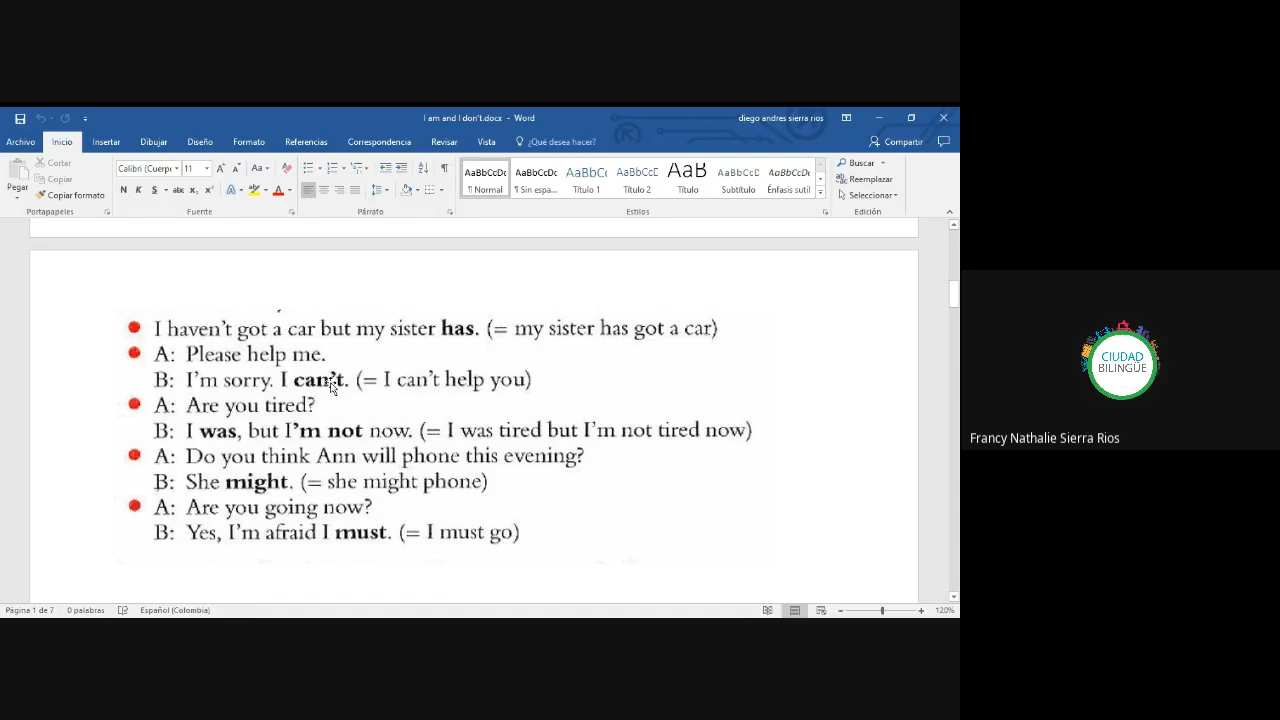 I am and I don't.docx - Word
diego andres sierra rios
Archivo Inicio Insertar Dibujar Diseño Formato Referencias Correspondencia Revisar Vista ¿Qué desea hacer? Compartir
Pegar
Cortar
Copiar
Copiar formato
Portapapeles
Calibri (Cuerpo 11
N K S abc x₂ x²
Fuente
Párrafo
AaBbCcDc AaBbCcDc AaBbC AaBbCcC AaB AaBbCcD AaBbCcDc
¶ Normal ¶ Sin espa... Título 1 Título 2 Título Subtítulo Énfasis sutil
Estilos
Buscar
Reemplazar
Seleccionar
Edición
I haven't got a car but my sister has. (= my sister has got a car)
A: Please help me.
B: I'm sorry. I can't. (= I can't help you)
A: Are you tired?
B: I was, but I'm not now. (= I was tired but I'm not tired now)
A: Do you think Ann will phone this evening?
B: She might. (= she might phone)
A: Are you going now?
B: Yes, I'm afraid I must. (= I must go)
Página 1 de 7 0 palabras Español (Colombia) 120%
CIUDAD
BILINGÜE
Francy Nathalie Sierra Rios